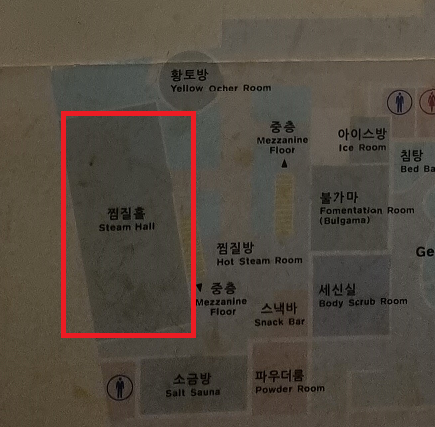 황토방
Yellow Ocher Room
중층
Mezzanine
Floor
아이스방
Ice Room
침탕
찜질홀
Steam Hall
불가마
Fomentation Room
(Bulgama)
찜질방
Hot Steam Room
중층
Mezzanine
Floor
세신실
Body Scrub Room
스낵바
Snack Bar
소금방
Salt Sauna
파우더룸
Powder Room
Bed